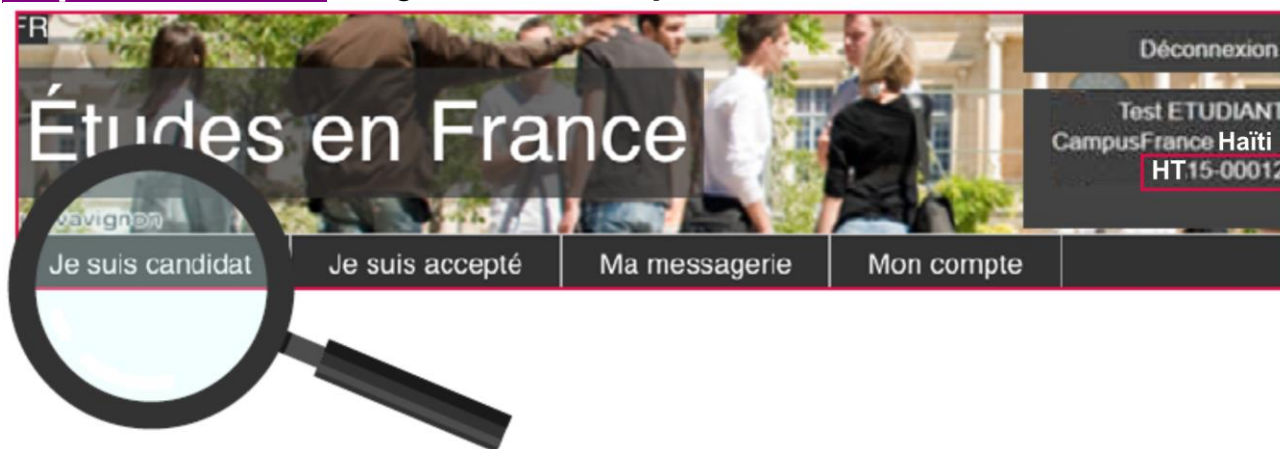 FR
Déconnexion
Études en France
Test ETUDIANT
CampusFrance Haïti
HT15-00012
Je suis candidat
Je suis accepté
Ma messagerie
Mon compte